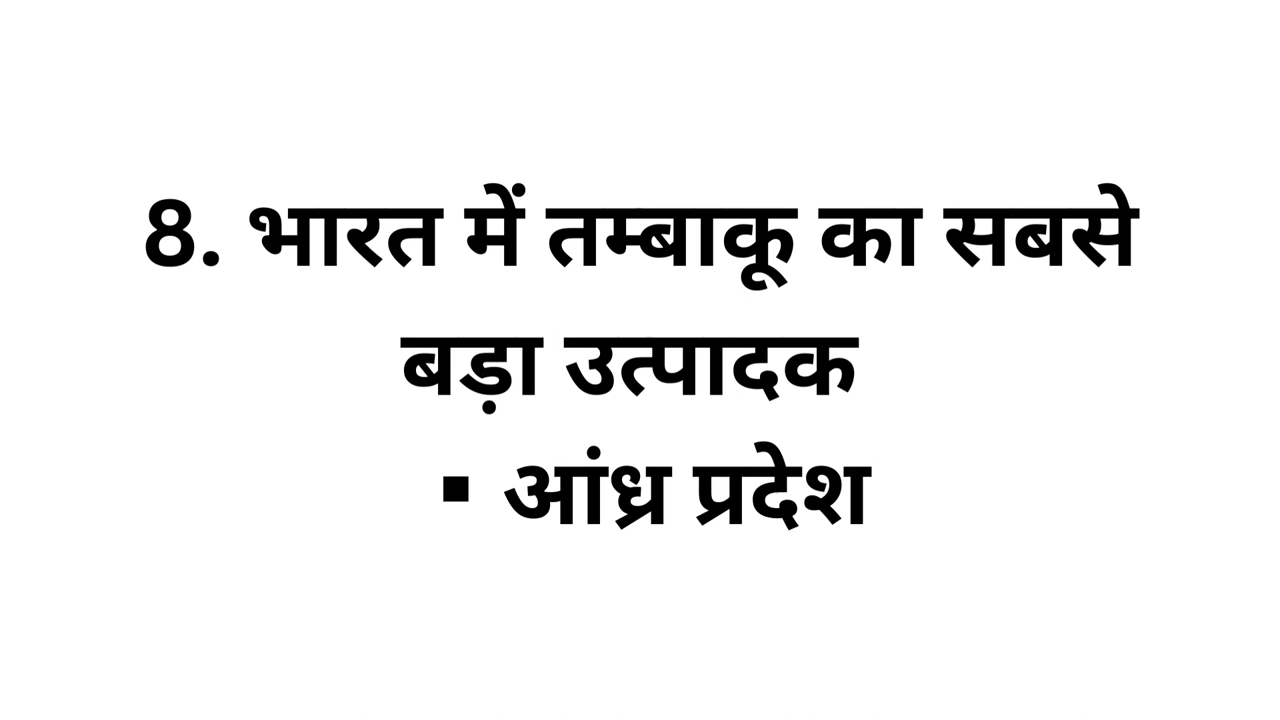 8. भारत में तम्बाकू का सबसे
बड़ा उत्पादक
▪ आंध्र प्रदेश